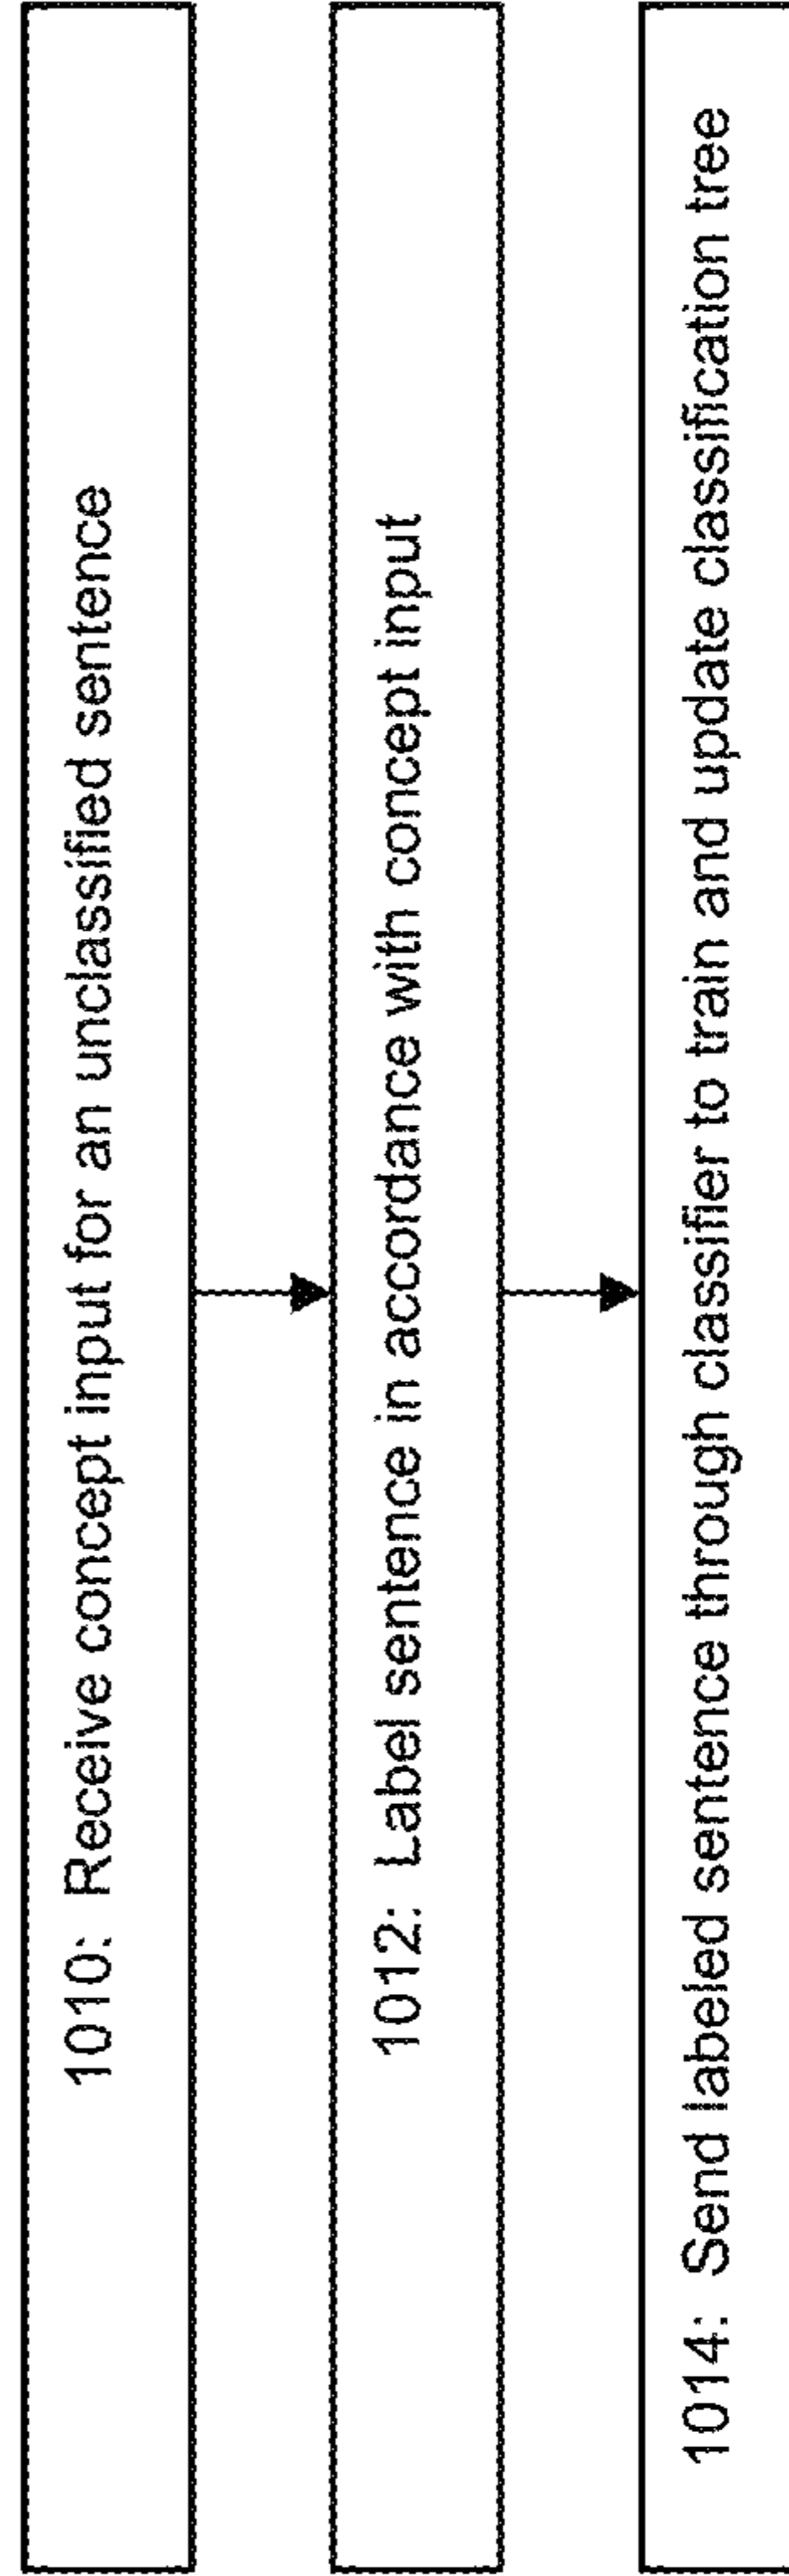 1010: Receive concept input for an unclassified sentence
1012: Label sentence in accordance with concept input
1014: Send labeled sentence through classifier to train and update classification tree